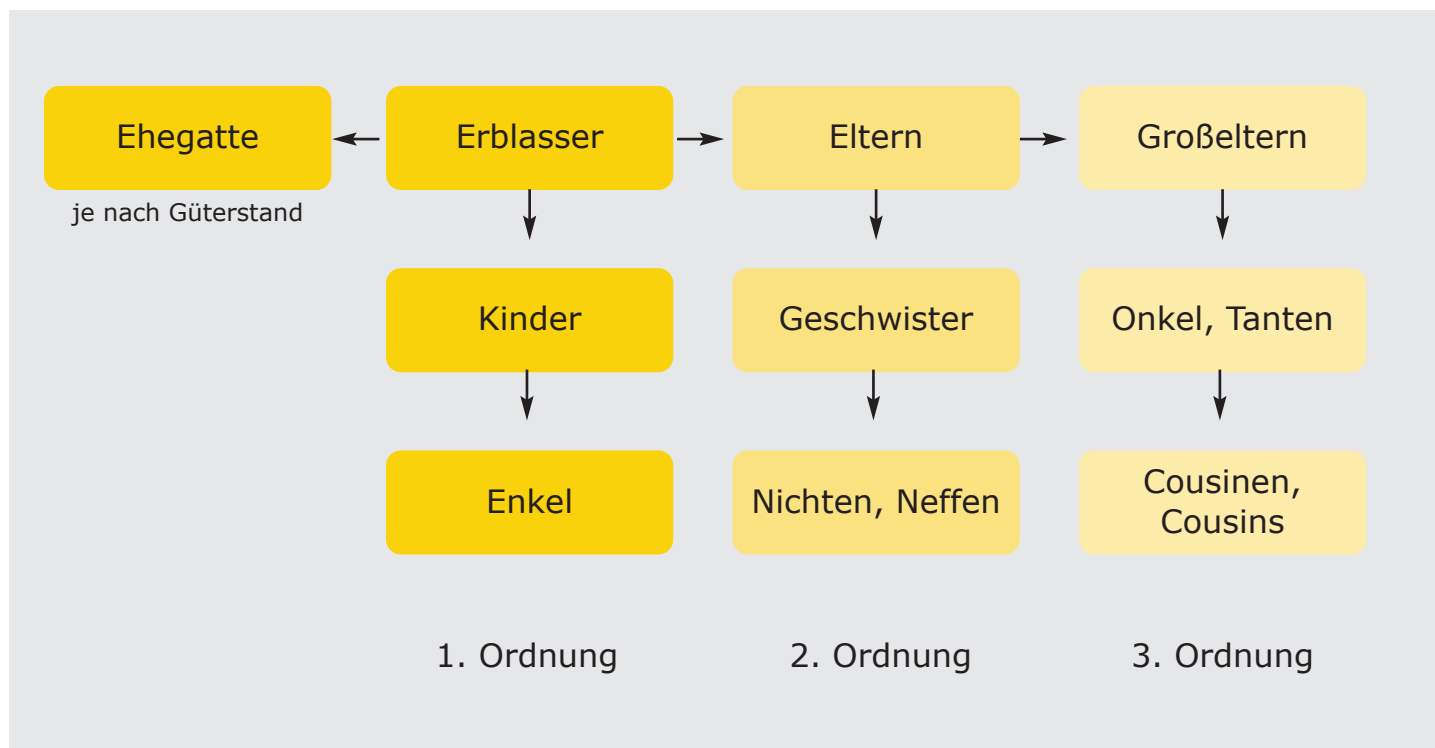 Ehegatte
Erblasser
Eltern
Großeltern
je nach Güterstand
Kinder
Geschwister
Onkel, Tanten
Enkel
Nichten, Neffen
Cousinen,
Cousins
1. Ordnung
2. Ordnung
3. Ordnung